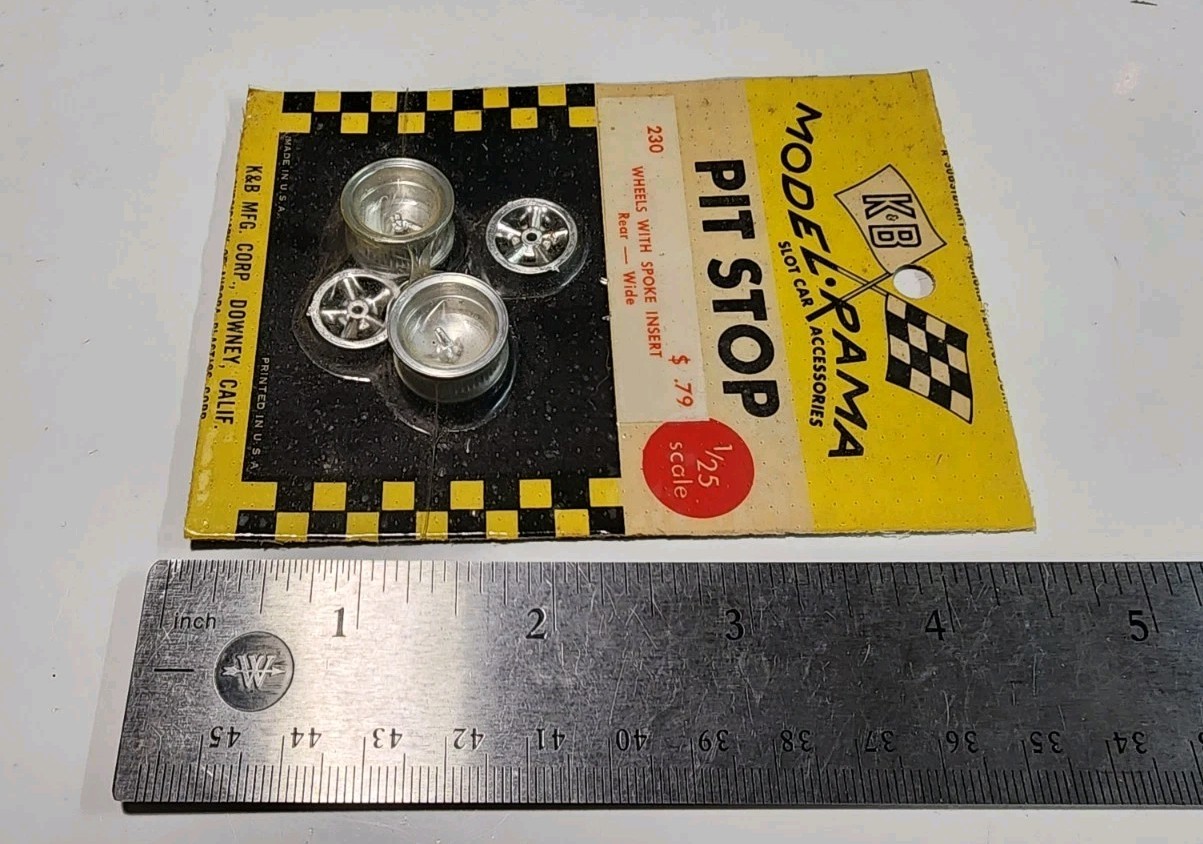 K&B
MODEL·RAMA
SLOT CAR ACCESSORIES
PIT STOP
230 WHEELS WITH SPOKE INSERT $ .79
Rear — Wide
1/25
scale
MADE IN U.S.A.
PRINTED IN U.S.A.
K&B MFG. CORP., DOWNEY, CALIF.
inch
1 2 3 4 5
W
45 44 43 42 41 40 39 38 37 36 35 34